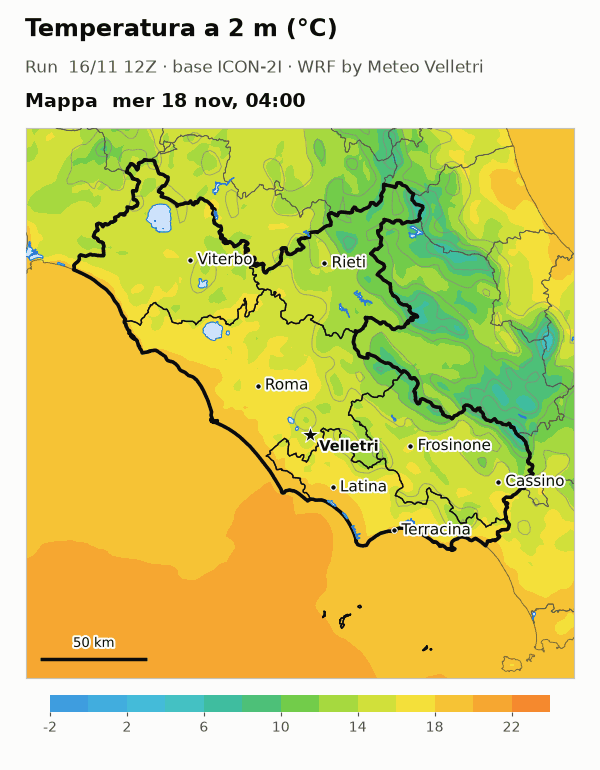 Temperatura a 2 m (°C)
Run  16/11 12Z · base ICON-2I · WRF by Meteo Velletri
Mappa  mer 18 nov, 04:00
Viterbo
Rieti
Roma
Velletri
Frosinone
Cassino
Latina
Terracina
50 km
-2 2 6 10 14 18 22